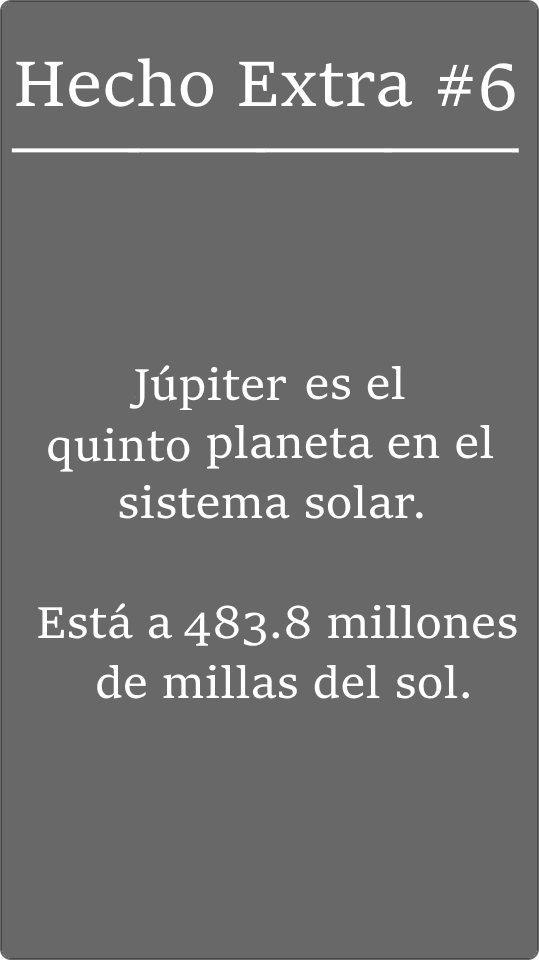 Hecho Extra #6
Júpiter es el
quinto planeta en el
sistema solar.
Está a 483.8 millones
de millas del sol.